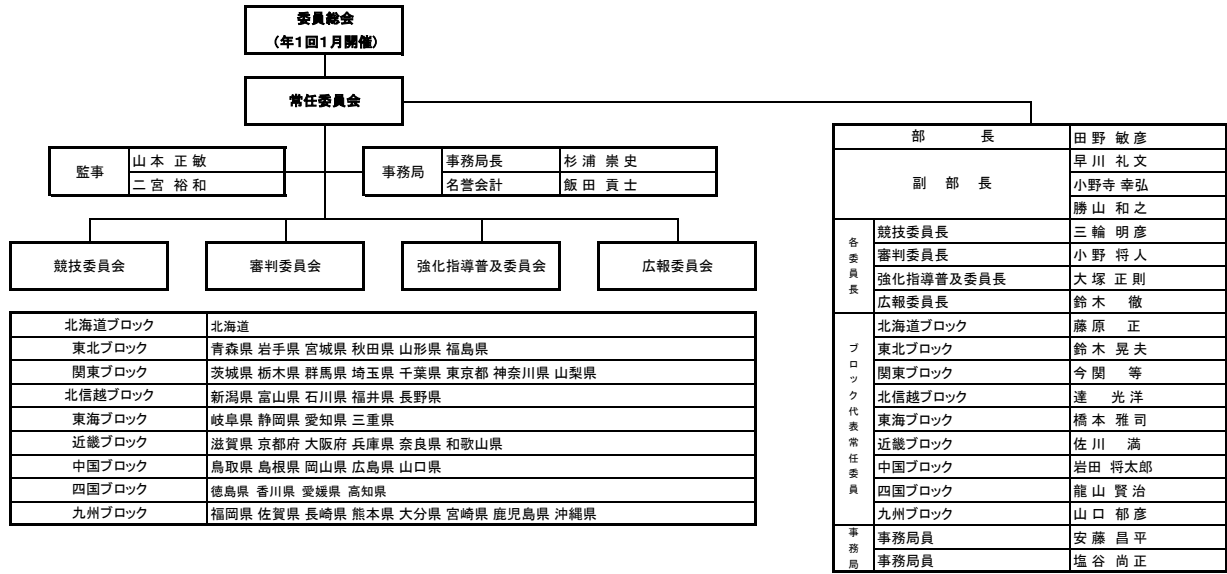 委員総会
（年１回１月開催）
常任委員会
監事
山本 正敏
二宮 裕和
事務局
事務局長 杉浦 崇史
名誉会計 飯田 貢士
競技委員会
審判委員会
強化指導普及委員会
広報委員会
北海道ブロック 北海道
東北ブロック 青森県 岩手県 宮城県 秋田県 山形県 福島県
関東ブロック 茨城県 栃木県 群馬県 埼玉県 千葉県 東京都 神奈川県 山梨県
北信越ブロック 新潟県 富山県 石川県 福井県 長野県
東海ブロック 岐阜県 静岡県 愛知県 三重県
近畿ブロック 滋賀県 京都府 大阪府 兵庫県 奈良県 和歌山県
中国ブロック 鳥取県 島根県 岡山県 広島県 山口県
四国ブロック 徳島県 香川県 愛媛県 高知県
九州ブロック 福岡県 佐賀県 長崎県 熊本県 大分県 宮崎県 鹿児島県 沖縄県
部 長 田野 敏彦
副 部 長
早川 礼文
小野寺 幸弘
勝山 和之
各委員長
競技委員長 三輪 明彦
審判委員長 小野 将人
強化指導普及委員長 大塚 正則
広報委員長 鈴木 徹
ブロック代表常任委員
北海道ブロック 藤原 正
東北ブロック 鈴木 晃夫
関東ブロック 今関 等
北信越ブロック 達 光洋
東海ブロック 橋本 雅司
近畿ブロック 佐川 満
中国ブロック 岩田 将太郎
四国ブロック 龍山 賢治
九州ブロック 山口 郁彦
事務局
事務局員 安藤 昌平
事務局員 塩谷 尚正